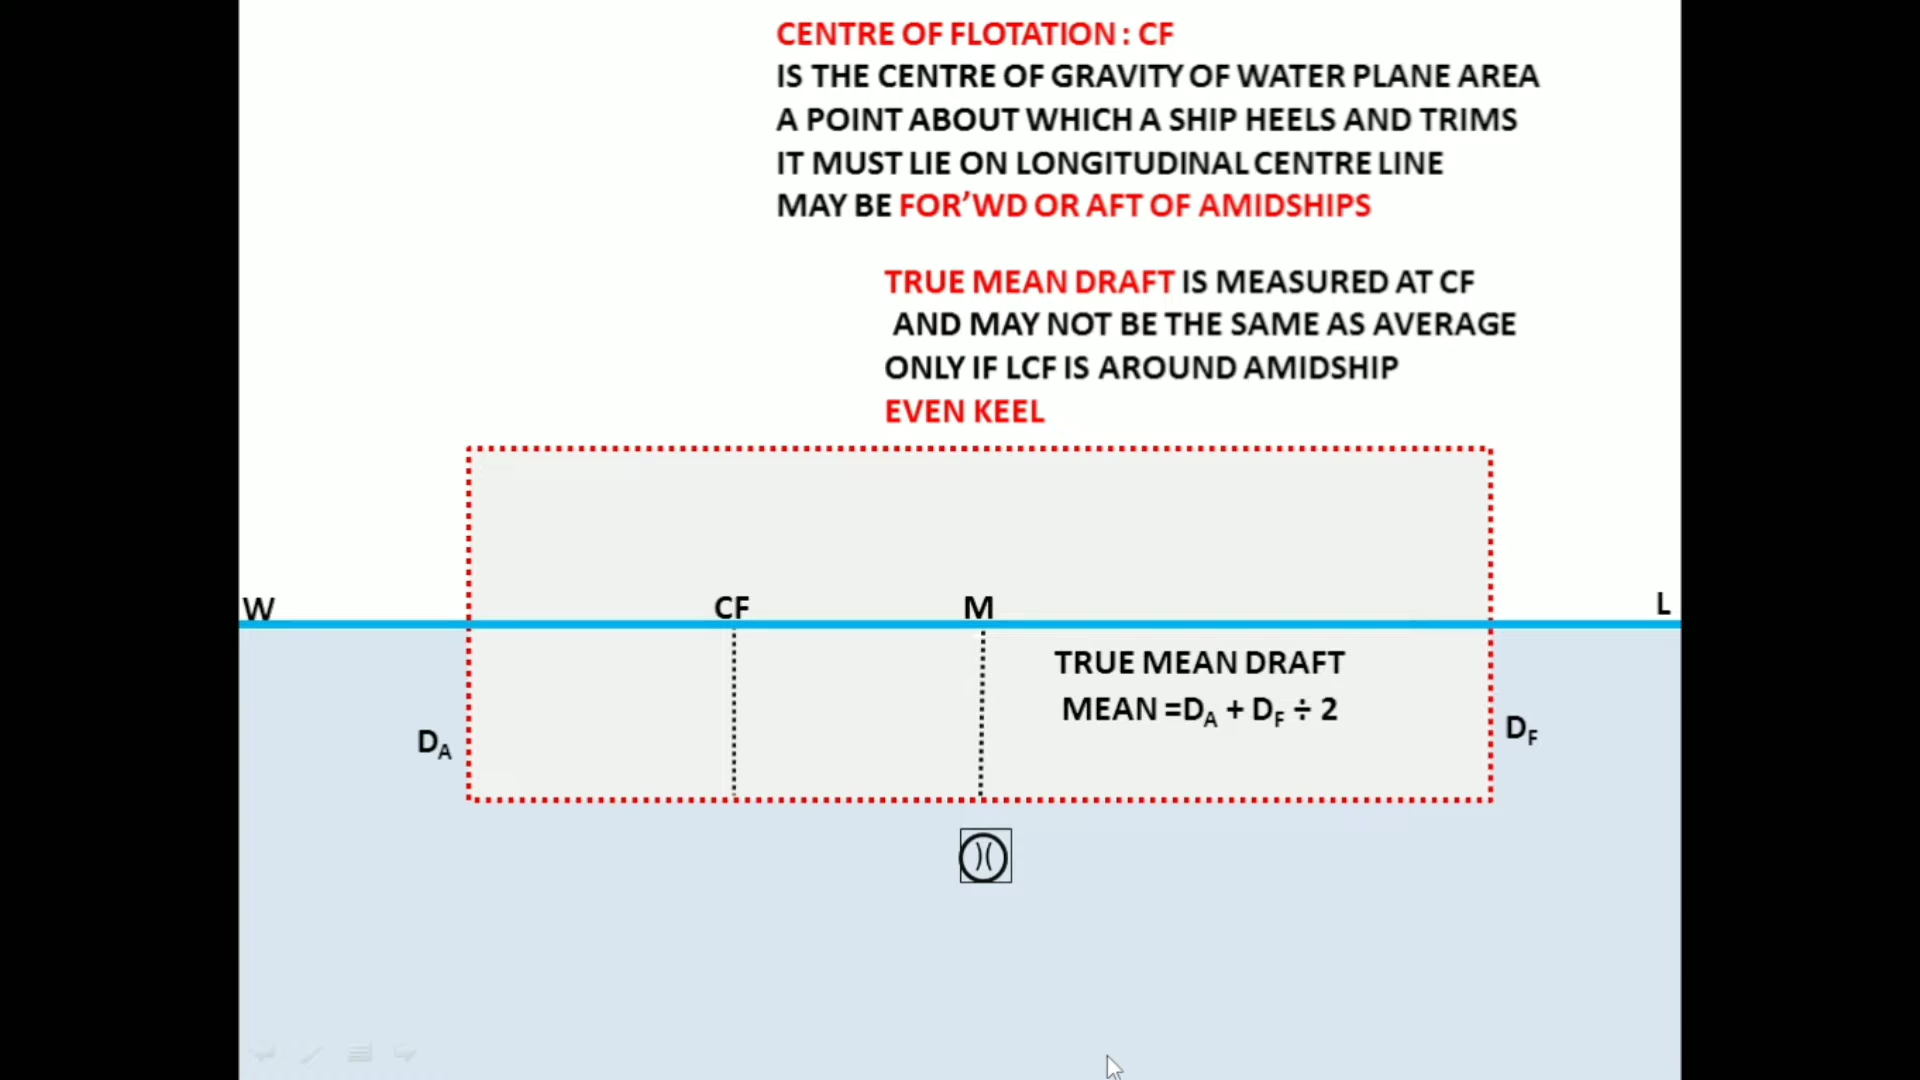 CENTRE OF FLOTATION : CF
IS THE CENTRE OF GRAVITY OF WATER PLANE AREA
A POINT ABOUT WHICH A SHIP HEELS AND TRIMS
IT MUST LIE ON LONGITUDINAL CENTRE LINE
MAY BE FOR'WD OR AFT OF AMIDSHIPS
TRUE MEAN DRAFT IS MEASURED AT CF
AND MAY NOT BE THE SAME AS AVERAGE
ONLY IF LCF IS AROUND AMIDSHIP
EVEN KEEL
W CF M L
TRUE MEAN DRAFT
MEAN =DA + DF ÷ 2
DA DF